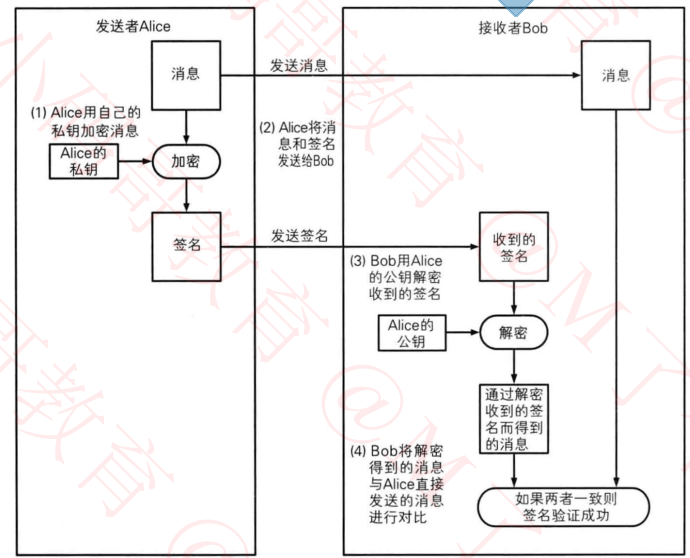 发送者Alice
接收者Bob
消息
发送消息
消息
(1) Alice用自己的
私钥加密消息
(2) Alice将消
息和签名
发送给Bob
Alice的
私钥
加密
签名
发送签名
收到的
签名
(3) Bob用Alice
的公钥解密
收到的签名
Alice的
公钥
解密
通过解密
收到的签
名而得到
的消息
(4) Bob将解密
得到的消息
与Alice直接
发送的消息
进行对比
如果两者一致则
签名验证成功